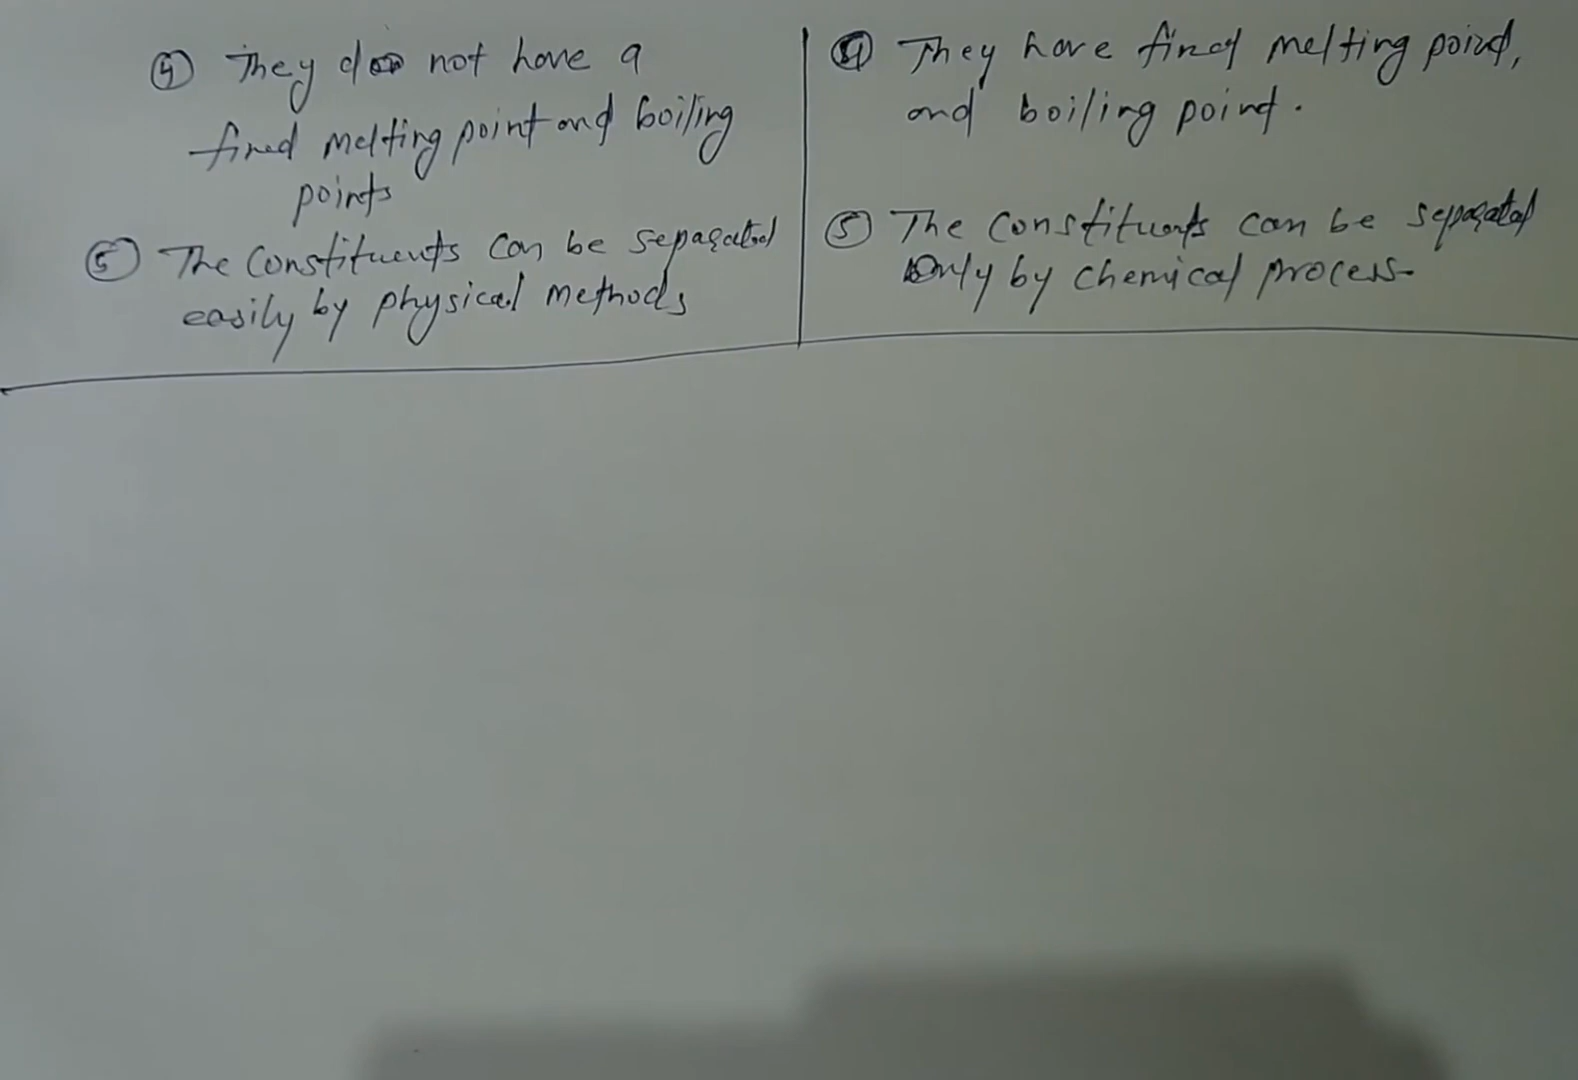 ④ They do not have a
fixed melting point and boiling
points
⑤ The Constituents can be separated
easily by physical methods
④ They have fixed melting point,
and boiling point.
⑤ The Constituents can be separated
Only by chemical process-